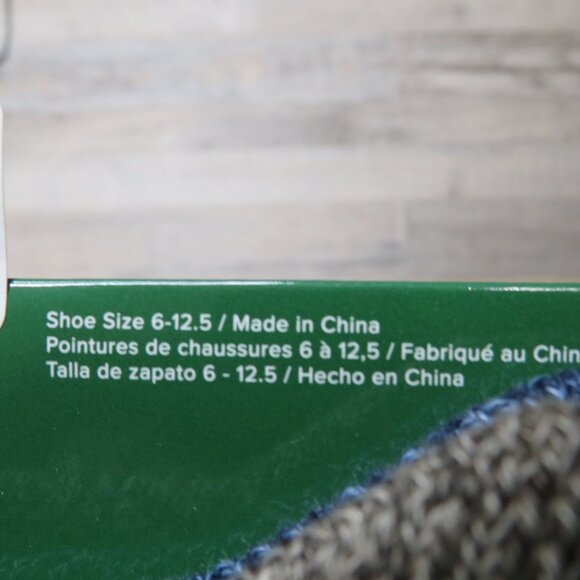 Shoe Size 6-12.5 / Made in China
Pointures de chaussures 6 à 12,5 / Fabriqué au Chin
Talla de zapato 6 - 12.5 / Hecho en China